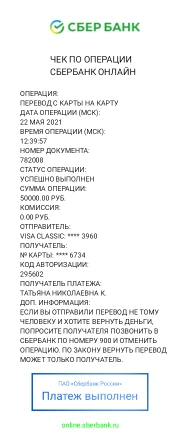 СБЕР БАНК
ЧЕК ПО ОПЕРАЦИИ
СБЕРБАНК ОНЛАЙН
ОПЕРАЦИЯ:
ПЕРЕВОД С КАРТЫ НА КАРТУ
ДАТА ОПЕРАЦИИ (МСК):
22 МАЯ 2021
ВРЕМЯ ОПЕРАЦИИ (МСК):
12:39:57
НОМЕР ДОКУМЕНТА:
782008
СТАТУС ОПЕРАЦИИ:
УСПЕШНО ВЫПОЛНЕН
СУММА ОПЕРАЦИИ:
50000.00 РУБ.
КОМИССИЯ:
0.00 РУБ.
ОТПРАВИТЕЛЬ:
VISA CLASSIC: **** 3960
ПОЛУЧАТЕЛЬ:
№ КАРТЫ: **** 6734
КОД АВТОРИЗАЦИИ:
295602
ПОЛУЧАТЕЛЬ ПЛАТЕЖА:
ТАТЬЯНА НИКОЛАЕВНА К.
ДОП. ИНФОРМАЦИЯ:
ЕСЛИ ВЫ ОТПРАВИЛИ ПЕРЕВОД НЕ ТОМУ
ЧЕЛОВЕКУ И ХОТИТЕ ВЕРНУТЬ ДЕНЬГИ,
ПОПРОСИТЕ ПОЛУЧАТЕЛЯ ПОЗВОНИТЬ В
СБЕРБАНК ПО НОМЕРУ 900 И ОТМЕНИТЬ
ОПЕРАЦИЮ. ПО ЗАКОНУ ВЕРНУТЬ ПЕРЕВОД
МОЖЕТ ТОЛЬКО ПОЛУЧАТЕЛЬ.
ПАО «Сбербанк России»
Платеж выполнен
online.sberbank.ru